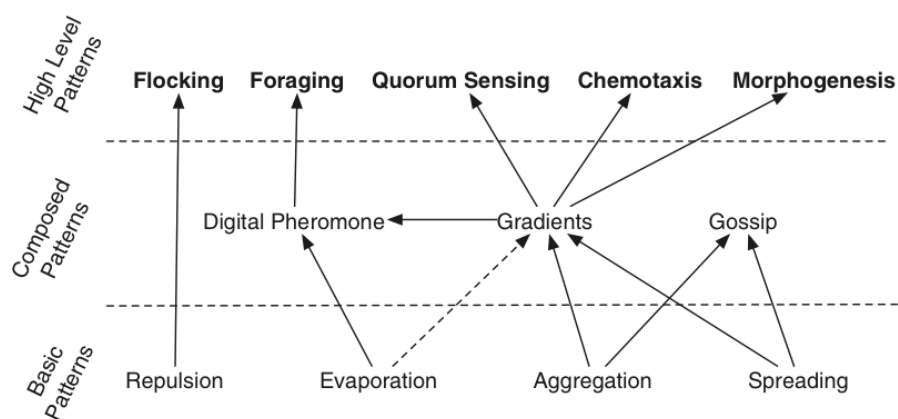 High Level
Patterns
Flocking Foraging Quorum Sensing Chemotaxis Morphogenesis
Composed
Patterns
Digital Pheromone Gradients Gossip
Basic
Patterns
Repulsion Evaporation Aggregation Spreading